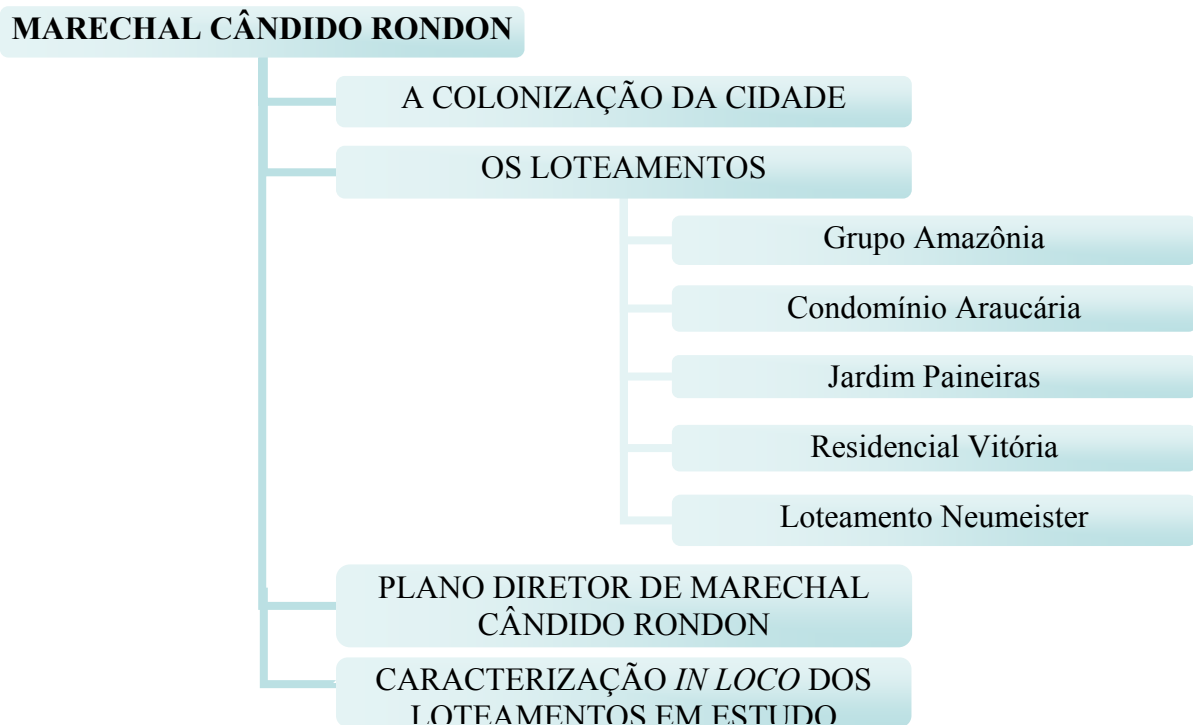 MARECHAL CÂNDIDO RONDON
A COLONIZAÇÃO DA CIDADE
OS LOTEAMENTOS
Grupo Amazônia
Condomínio Araucária
Jardim Paineiras
Residencial Vitória
Loteamento Neumeister
PLANO DIRETOR DE MARECHAL
CÂNDIDO RONDON
CARACTERIZAÇÃO IN LOCO DOS
LOTEAMENTOS EM ESTUDO